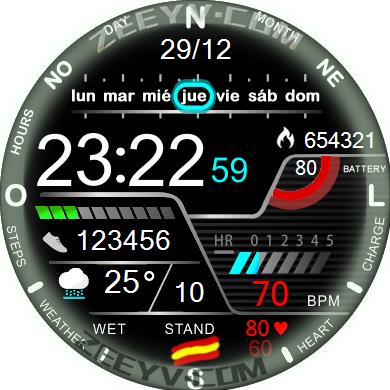 ZEEYV·COM
DAY N MONTH
29/12
NO NE
lun mar mié jue vie sáb dom
HOURS
654321
23:22 59
80 BATTERY
O L
STEPS
123456
HR 0 1 2 3 4 5
CHARGE
25° 10
70 BPM
WEATHER
WET STAND
80
60
HEART
S
ZEEYV·COM